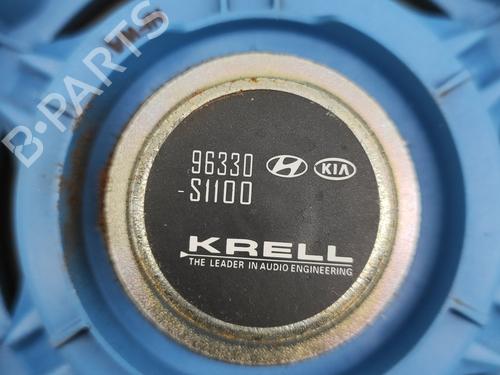 B-PARTS
96330
-S1100
KIA
KRELL
THE LEADER IN AUDIO ENGINEERING